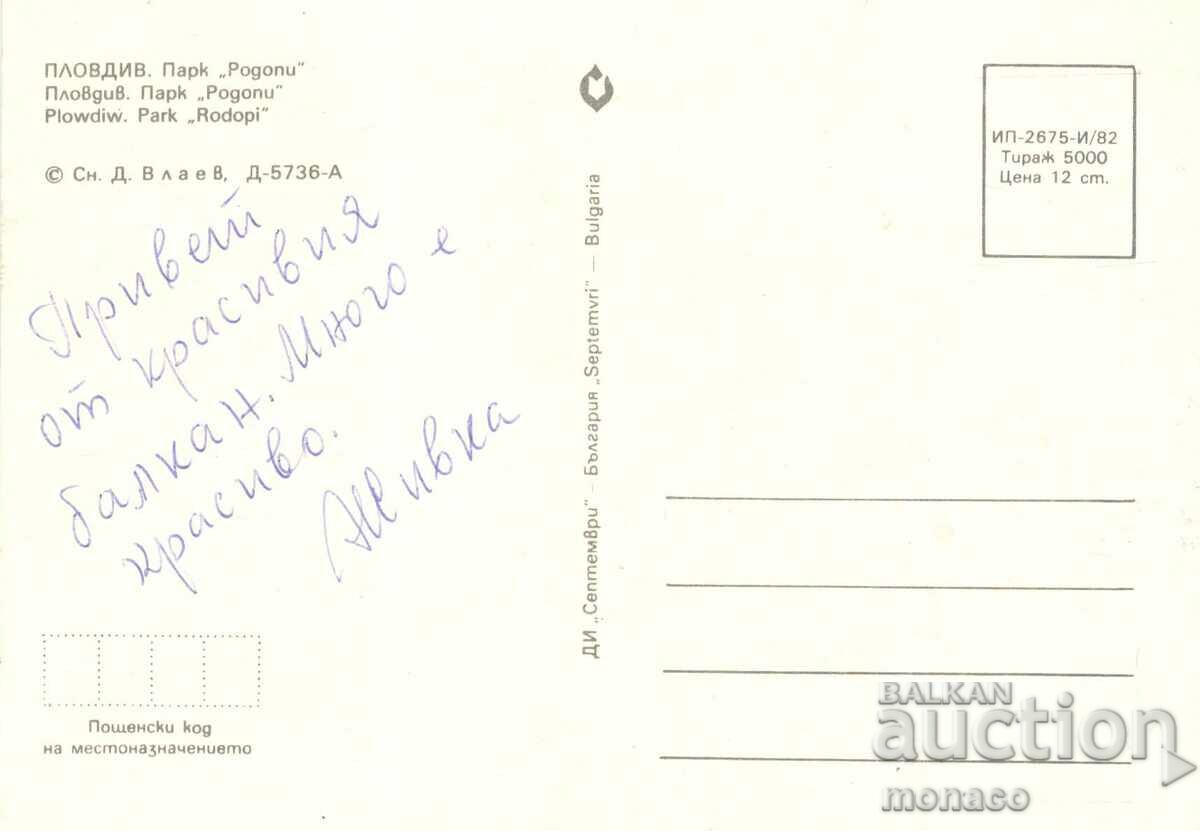 ПЛОВДИВ. Парк „Родопи“
Пловдив. Парк „Родопи“
Plowdiw. Park „Rodopi“
© Сн. Д. Влаев, Д-5736-А
Привет
от красивия
балкан. Много е
красиво.
Живка
Пощенски код
на местоназначението
ДИ „Септември“ – България „Septemvri“ – Bulgaria
ИП-2675-И/82
Тираж 5000
Цена 12 ст.
BALKAN
auction
monaco